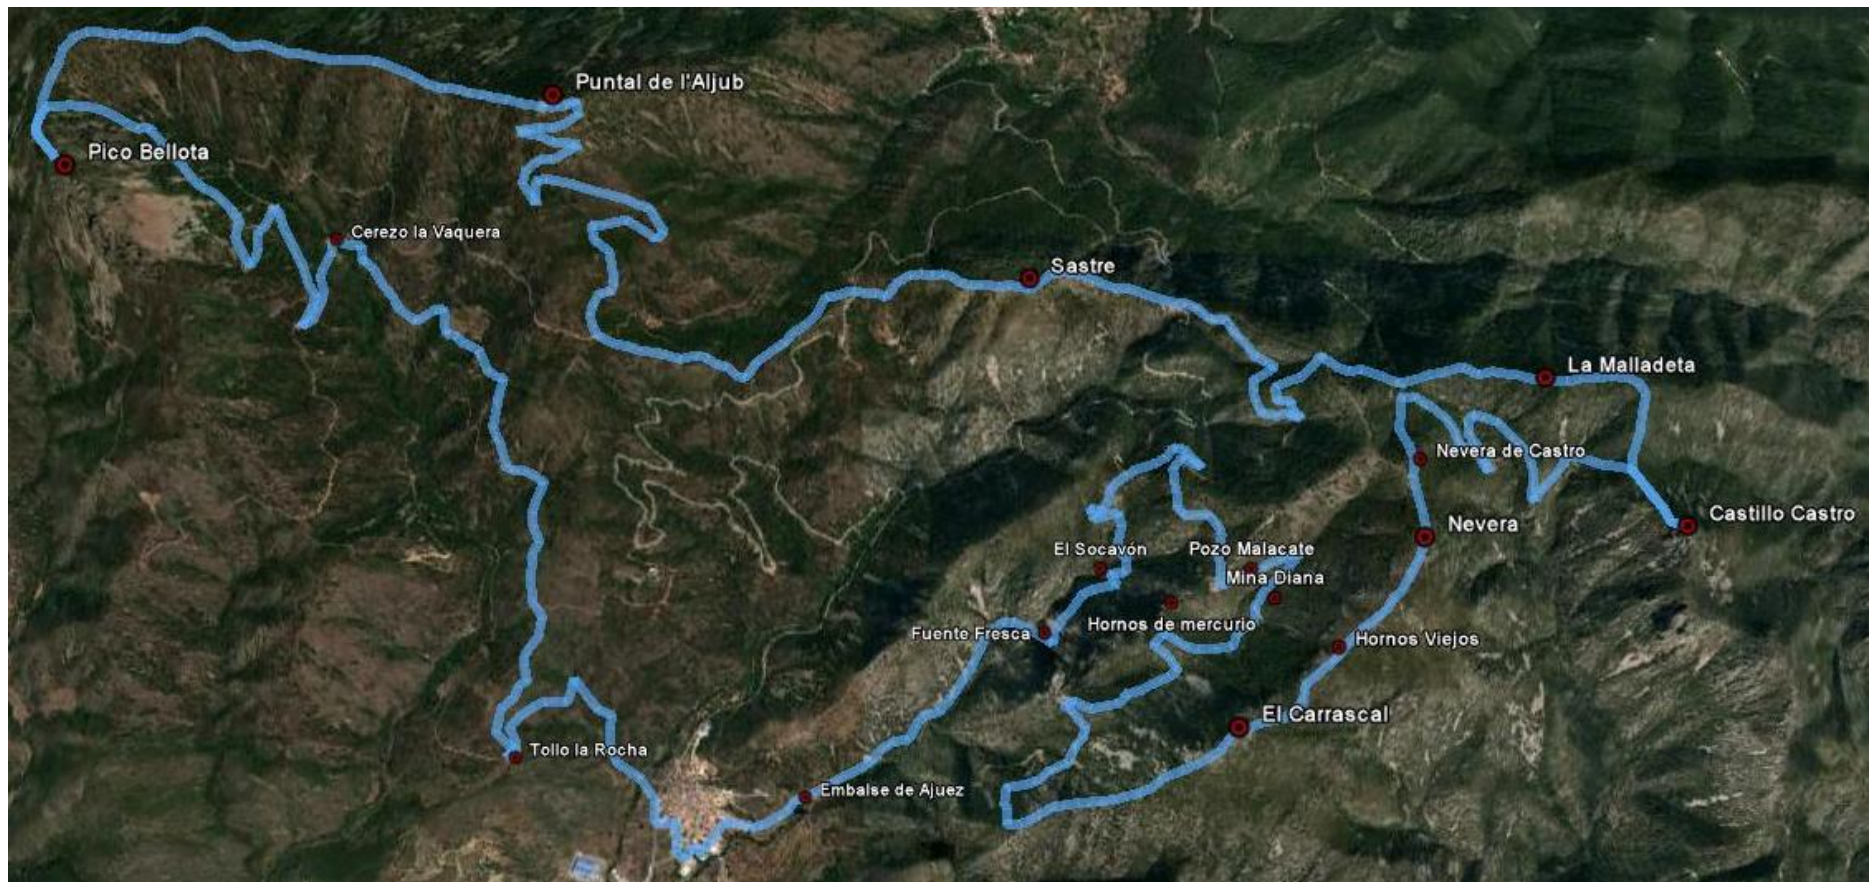 Puntal de l'Aljub
Pico Bellota
Cerezo la Vaquera
Sastre
La Malladeta
Nevera de Castro
Castillo Castro
Nevera
El Socavón
Pozo Malacate
Mina Diana
Hornos de mercurio
Fuente Fresca
Hornos Viejos
El Carrascal
Tollo la Rocha
Embalse de Ajuez